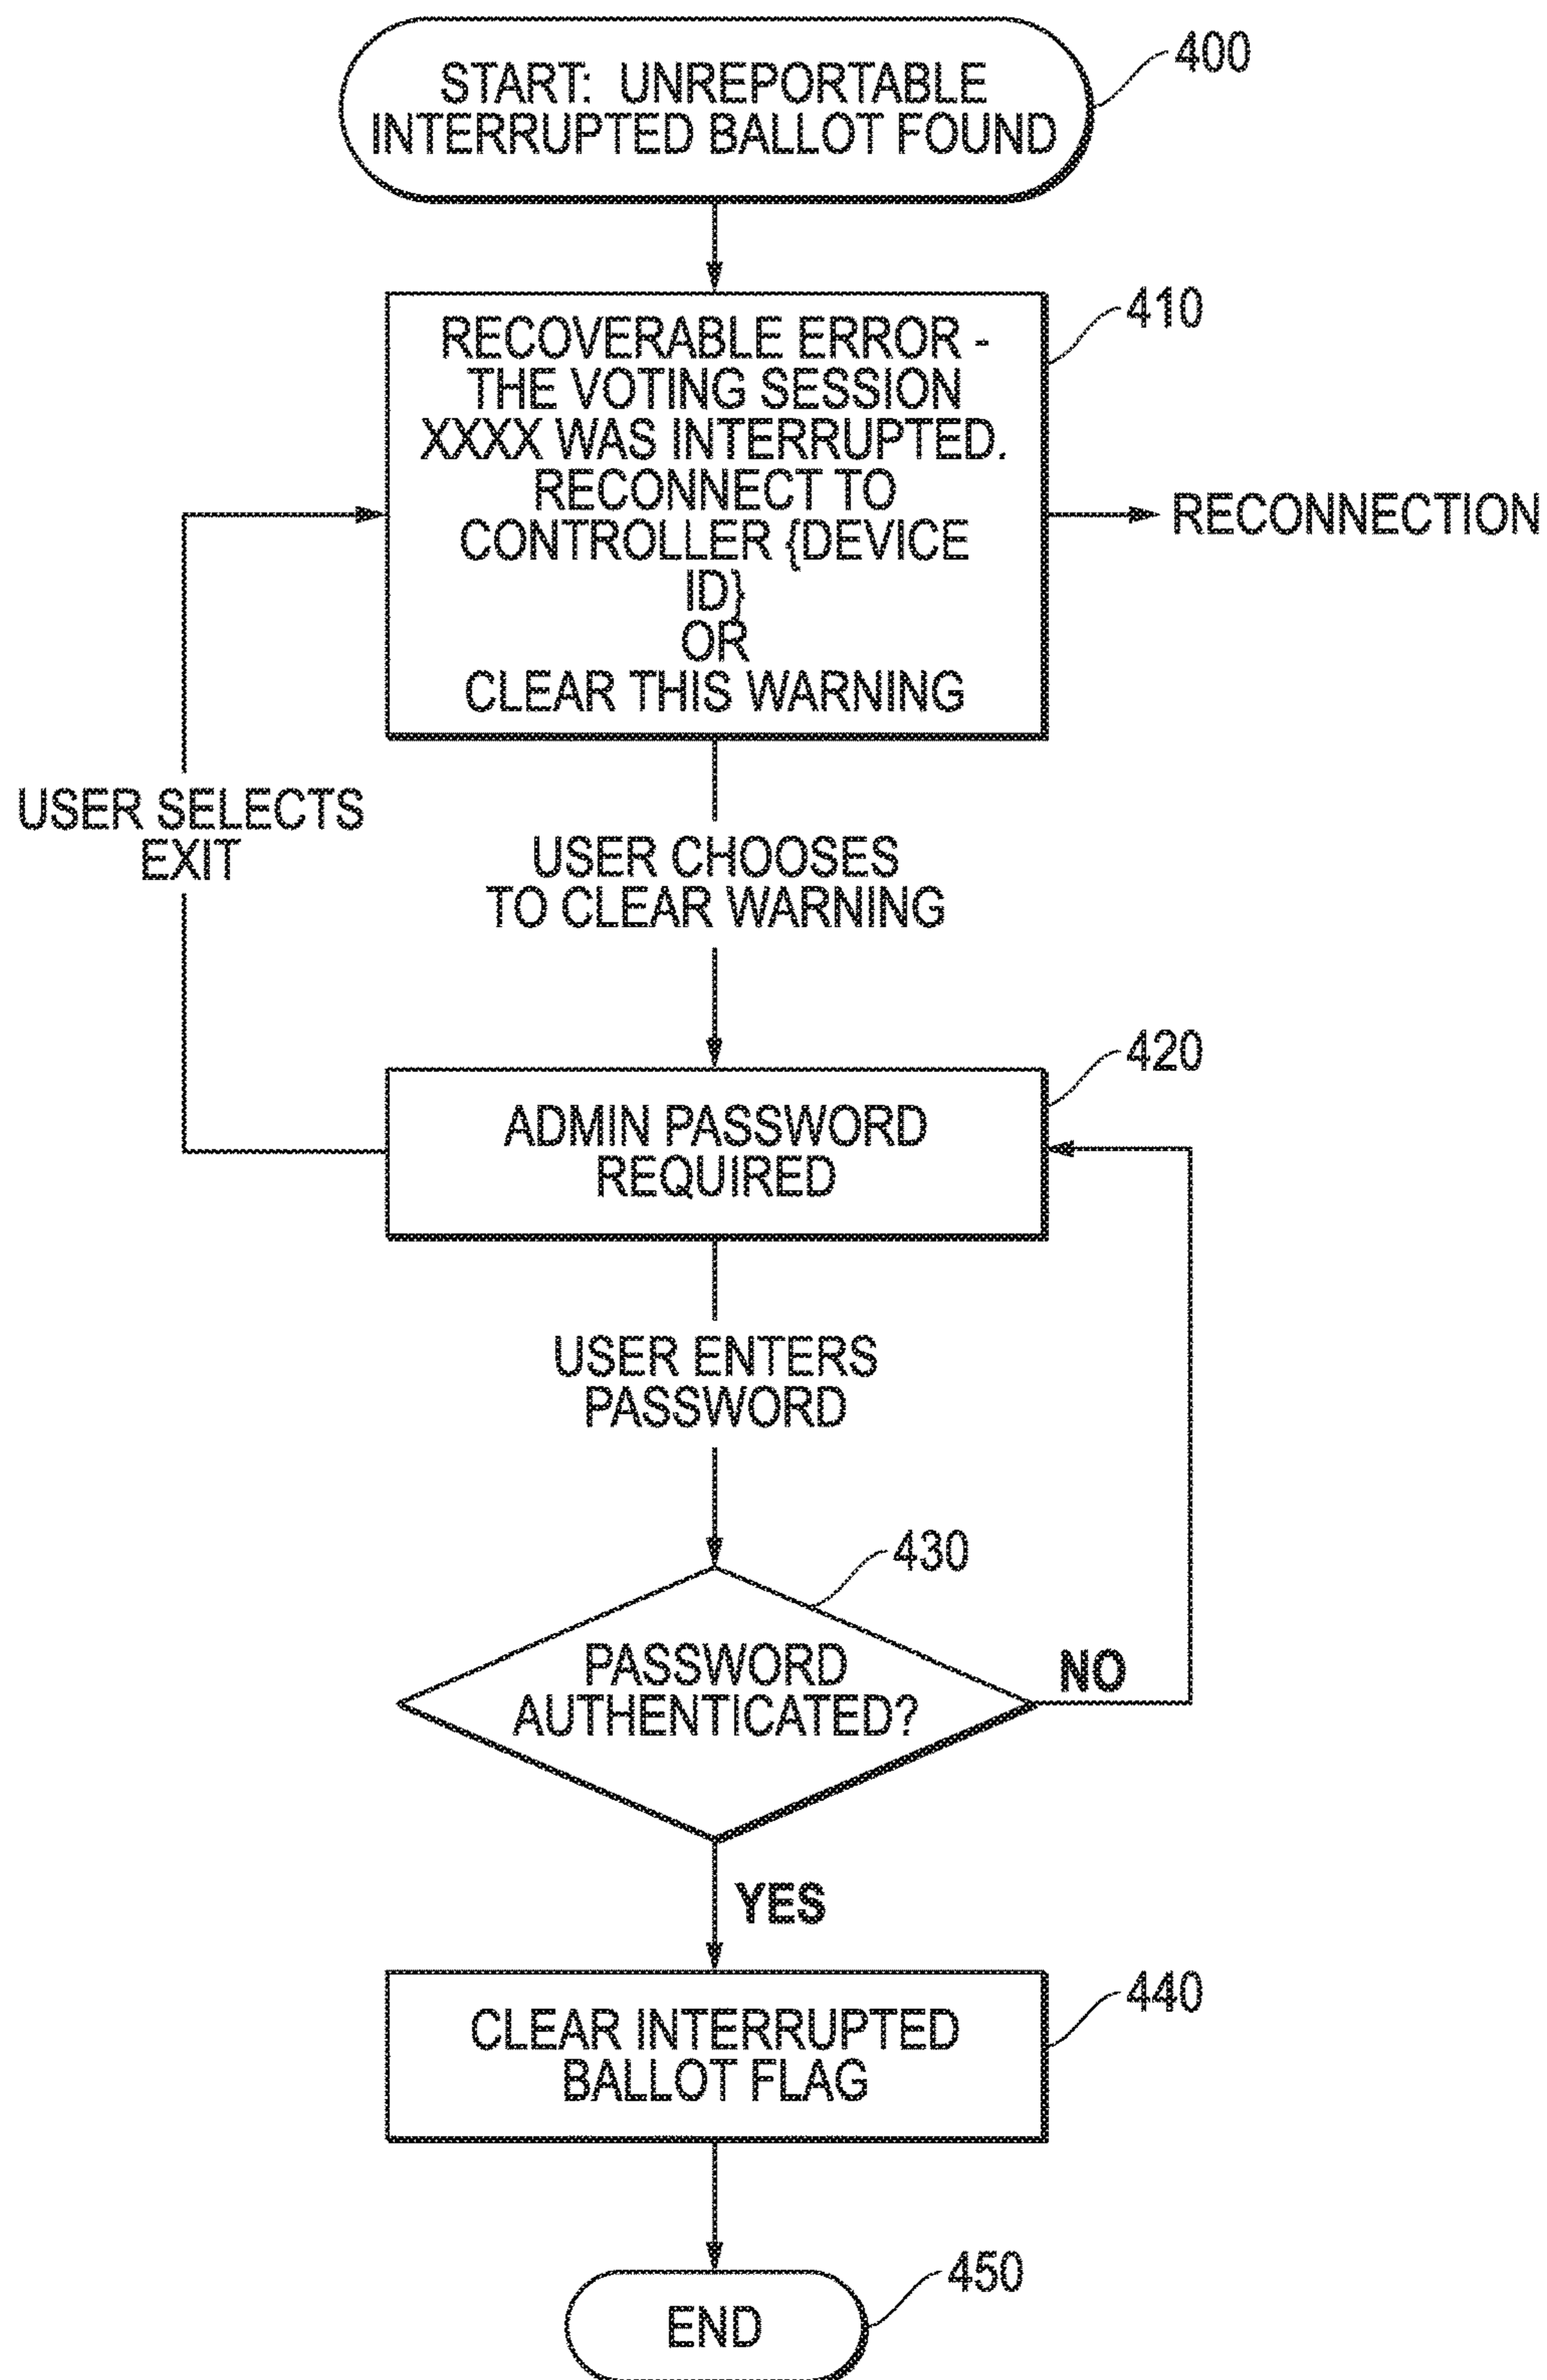 START: UNREPORTABLE
INTERRUPTED BALLOT FOUND
400
RECOVERABLE ERROR -
THE VOTING SESSION
XXXX WAS INTERRUPTED.
RECONNECT TO
CONTROLLER {DEVICE
ID}
OR
CLEAR THIS WARNING
410
RECONNECTION
USER SELECTS
EXIT
USER CHOOSES
TO CLEAR WARNING
420
ADMIN PASSWORD
REQUIRED
USER ENTERS
PASSWORD
430
PASSWORD
AUTHENTICATED?
NO
YES
440
CLEAR INTERRUPTED
BALLOT FLAG
450
END